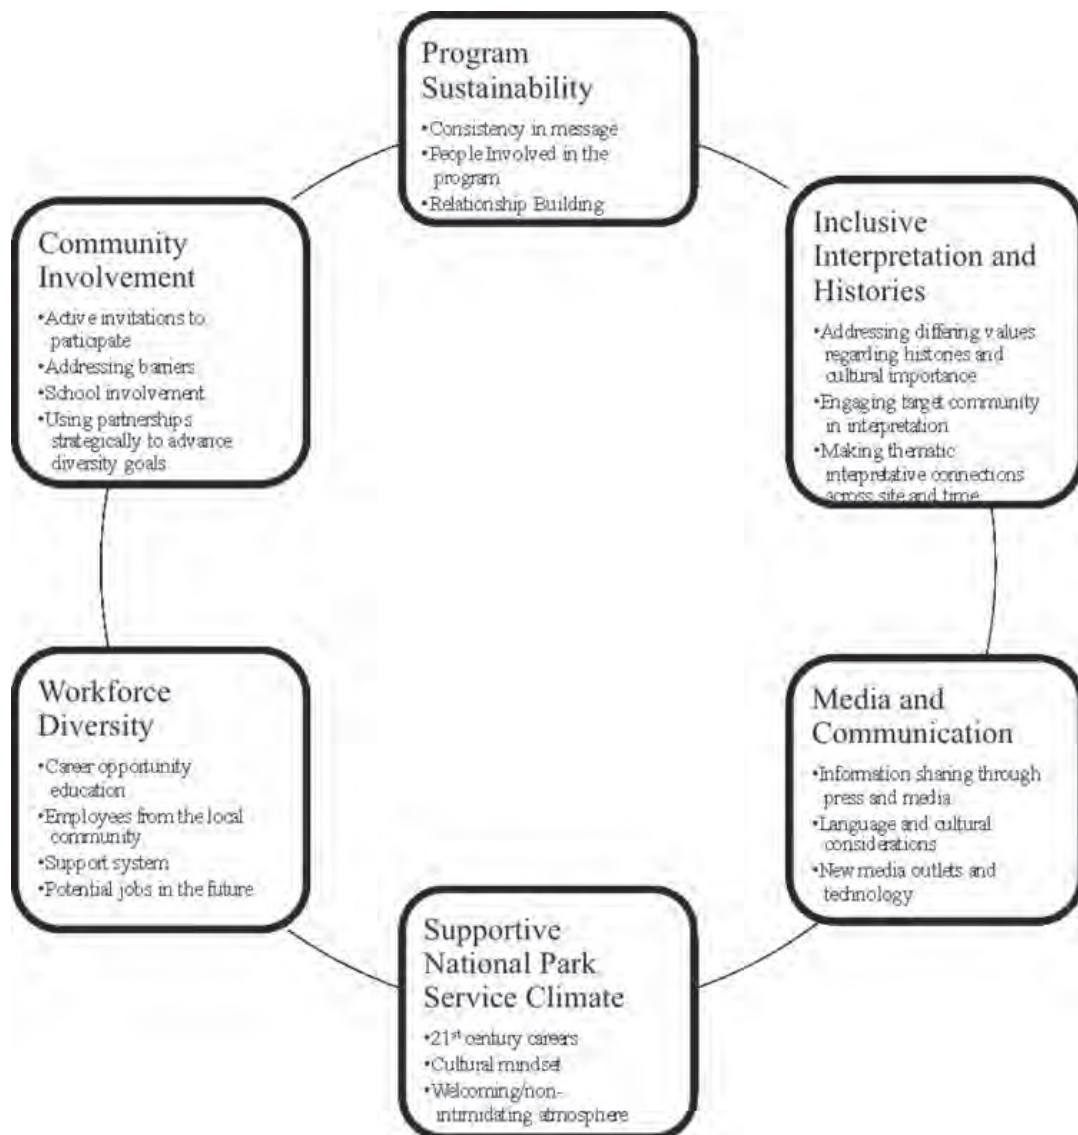 Program
Sustainability
•Consistency in message
•People Involved in the
program
•Relationship Building
Inclusive
Interpretation and
Histories
•Addressing differing values
regarding histories and
cultural importance
•Engaging target community
in interpretation
•Making thematic
interpretative connections
across site and time
Media and
Communication
•Information sharing through
press and media
•Language and cultural
considerations
•New media outlets and
technology
Supportive
National Park
Service Climate
•21st century careers
•Cultural mindset
•Welcoming/non-
intimidating atmosphere
Workforce
Diversity
•Career opportunity
education
•Employees from the local
community
•Support system
•Potential jobs in the future
Community
Involvement
•Active invitations to
participate
•Addressing barriers
•School involvement
•Using partnerships
strategically to advance
diversity goals